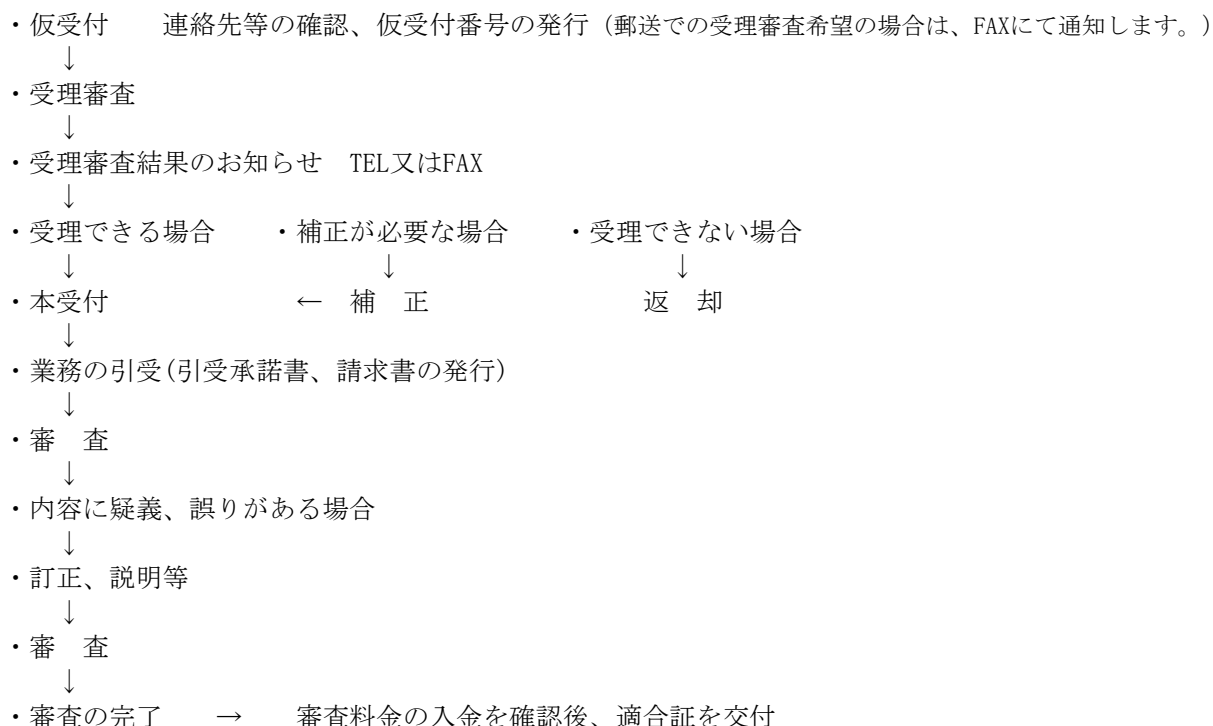 ・仮受付　　連絡先等の確認、仮受付番号の発行（郵送での受理審査希望の場合は、FAXにて通知します。）
↓
・受理審査
↓
・受理審査結果のお知らせ　TEL又はFAX
↓
・受理できる場合　　・補正が必要な場合　　・受理できない場合
↓　　↓　　↓
・本受付　　←　補　正　　返　却
↓
・業務の引受(引受承諾書、請求書の発行)
↓
・審　査
↓
・内容に疑義、誤りがある場合
↓
・訂正、説明等
↓
・審　査
↓
・審査の完了　　→　　審査料金の入金を確認後、適合証を交付